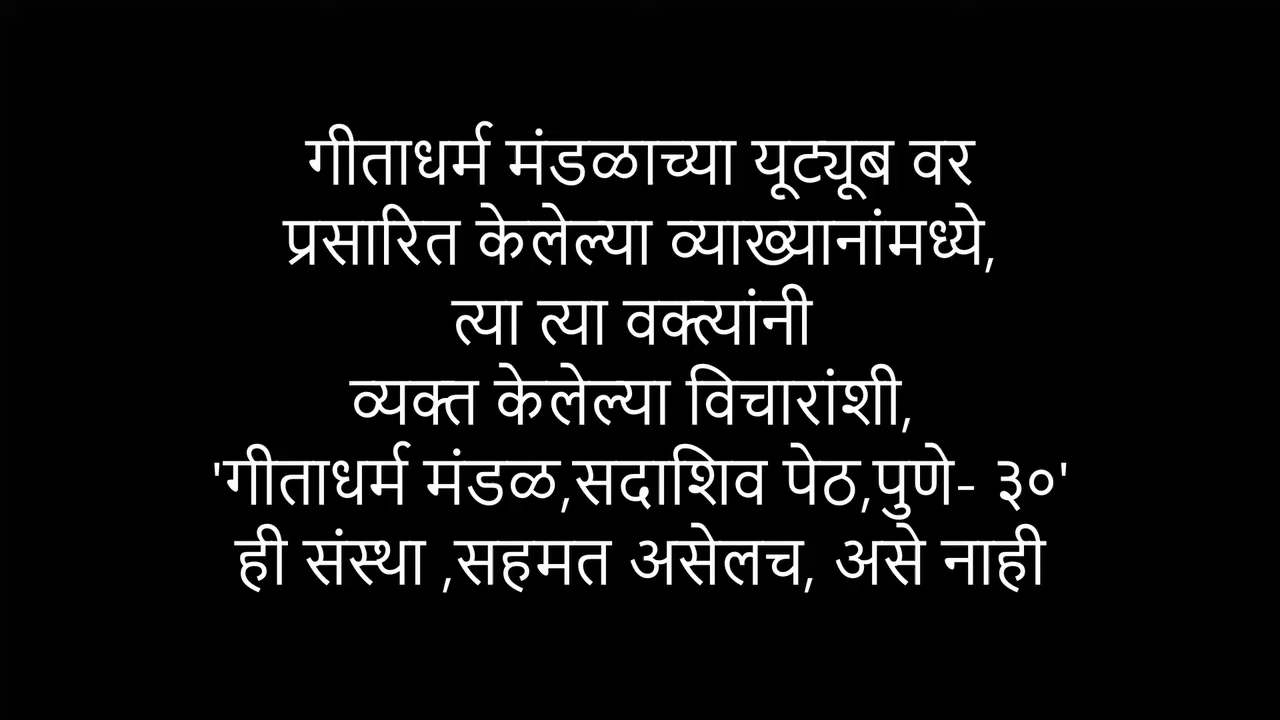 गीताधर्म मंडळाच्या यूट्यूब वर
प्रसारित केलेल्या व्याख्यानांमध्ये,
त्या त्या वक्त्यांनी
व्यक्त केलेल्या विचारांशी,
'गीताधर्म मंडळ,सदाशिव पेठ,पुणे- ३०'
ही संस्था ,सहमत असेलच, असे नाही